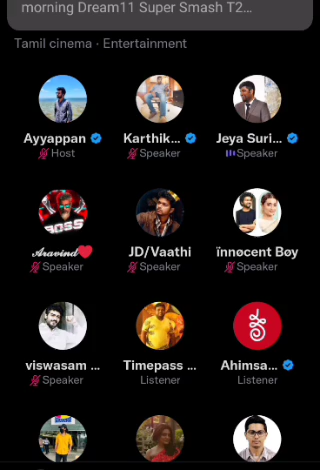 morning Dream11 Super Smash T2...
Tamil cinema · Entertainment
Ayyappan
Karthik...
Jeya Suri...
Host
Speaker
Speaker
BOSS
𝓐𝓻𝓪𝓿𝓲𝓷𝓭❤️
JD/Vaathi
ïnnocent Bøy
Speaker
Speaker
Speaker
viswasam ...
Timepass ...
Ahimsa...
Speaker
Listener
Listener